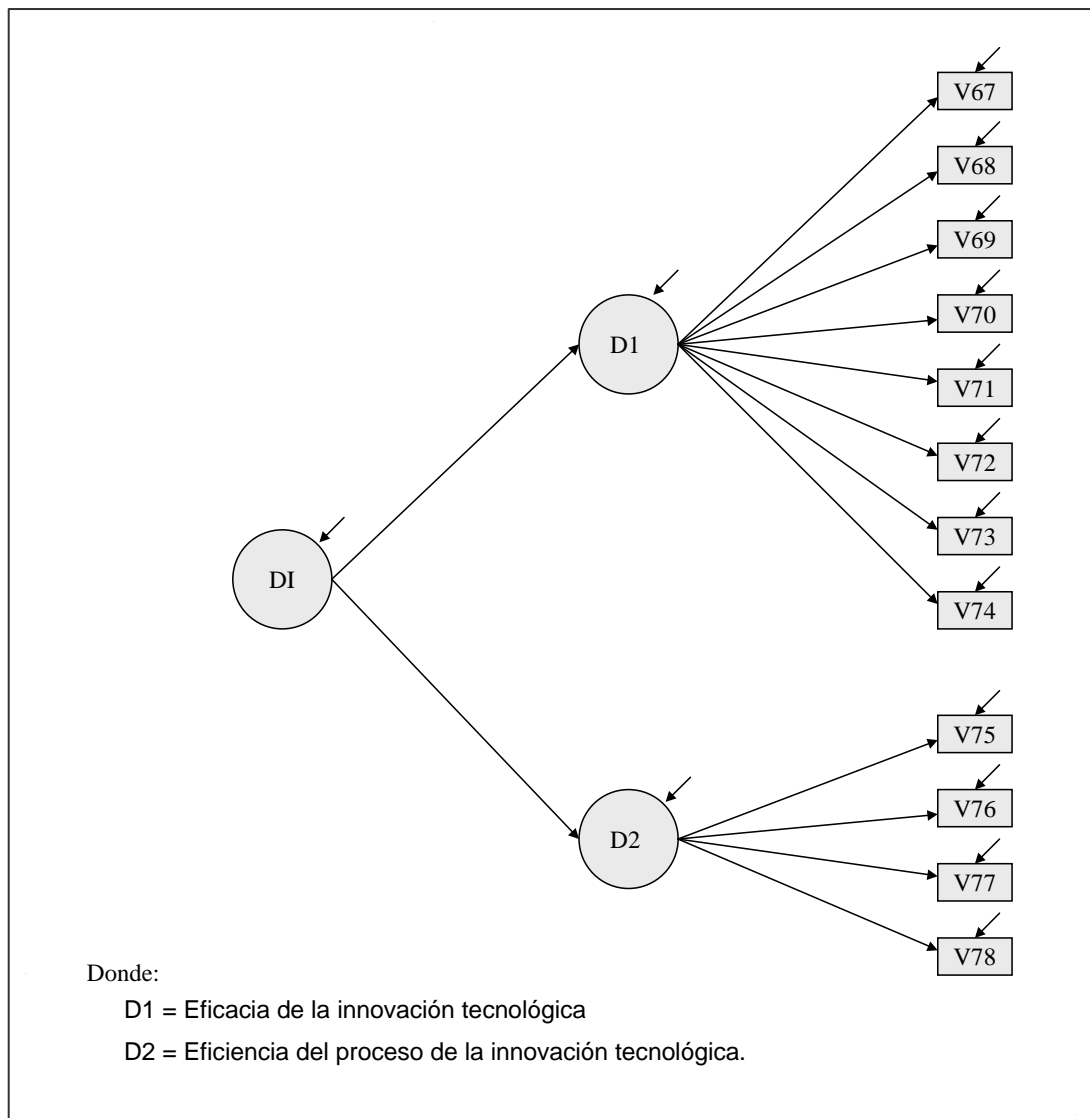 V67
V68
V69
V70
D1
V71
V72
V73
DI
V74
V75
V76
D2
V77
V78
Donde:
D1 = Eficacia de la innovación tecnológica
D2 = Eficiencia del proceso de la innovación tecnológica.